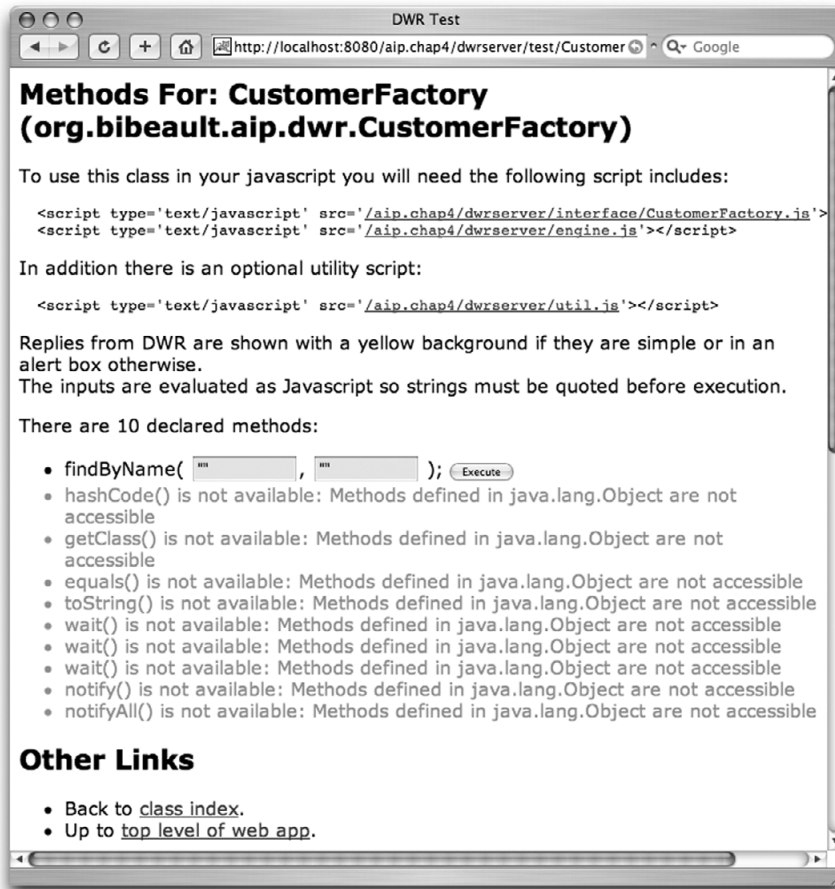 DWR Test
http://localhost:8080/aip.chap4/dwrserver/test/Customer
Google
Methods For: CustomerFactory
(org.bibeault.aip.dwr.CustomerFactory)
To use this class in your javascript you will need the following script includes:
<script type='text/javascript' src='/aip.chap4/dwrserver/interface/CustomerFactory.js'>
<script type='text/javascript' src='/aip.chap4/dwrserver/engine.js'></script>
In addition there is an optional utility script:
<script type='text/javascript' src='/aip.chap4/dwrserver/util.js'></script>
Replies from DWR are shown with a yellow background if they are simple or in an
alert box otherwise.
The inputs are evaluated as Javascript so strings must be quoted before execution.
There are 10 declared methods:
• findByName( "" , "" ); Execute
• hashCode() is not available: Methods defined in java.lang.Object are not
accessible
• getClass() is not available: Methods defined in java.lang.Object are not
accessible
• equals() is not available: Methods defined in java.lang.Object are not accessible
• toString() is not available: Methods defined in java.lang.Object are not accessible
• wait() is not available: Methods defined in java.lang.Object are not accessible
• wait() is not available: Methods defined in java.lang.Object are not accessible
• wait() is not available: Methods defined in java.lang.Object are not accessible
• notify() is not available: Methods defined in java.lang.Object are not accessible
• notifyAll() is not available: Methods defined in java.lang.Object are not accessible
Other Links
• Back to class index.
• Up to top level of web app.